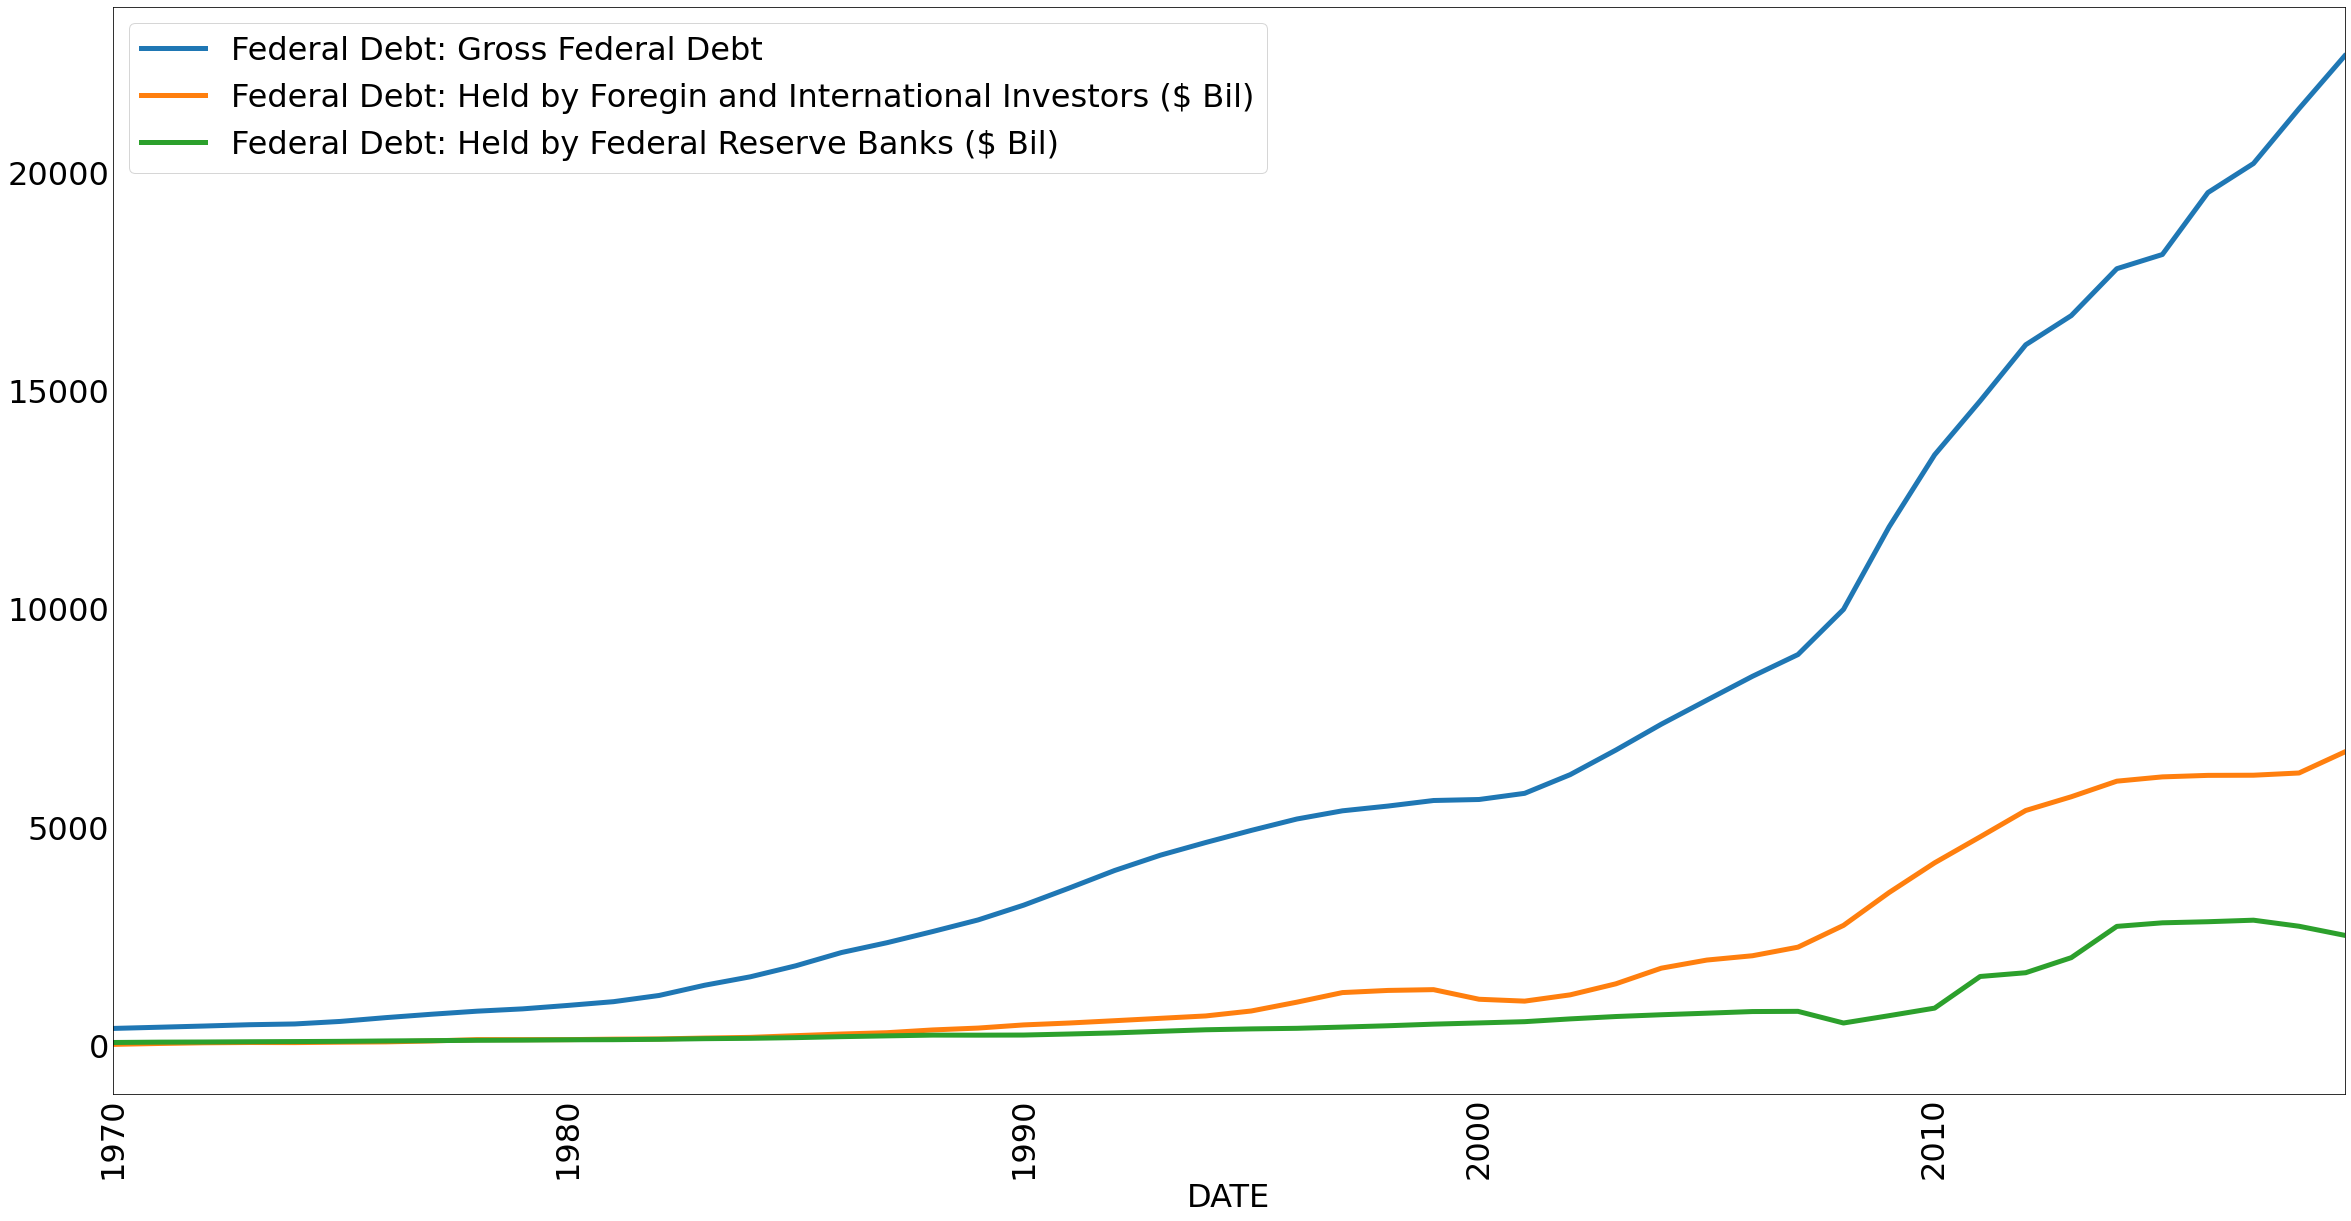 Federal Debt: Gross Federal Debt
Federal Debt: Held by Foregin and International Investors ($ Bil)
Federal Debt: Held by Federal Reserve Banks ($ Bil)
20000
15000
10000
5000
0
1970
1980
1990
2000
2010
DATE